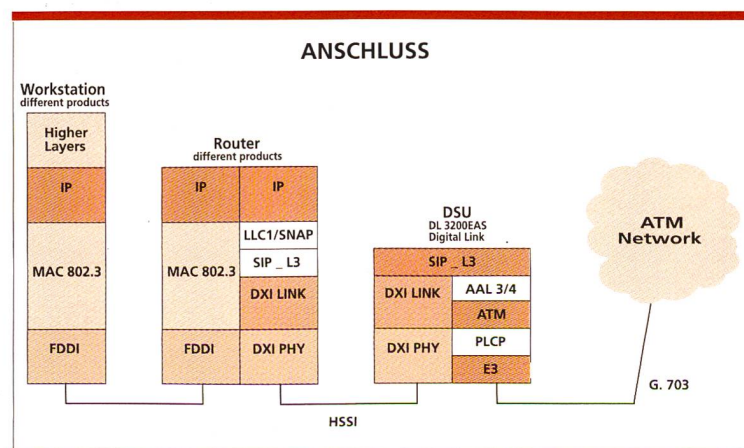 ANSCHLUSS
Workstation
different products
Higher
Layers
IP
MAC 802.3
FDDI
Router
different products
IP
IP
MAC 802.3
LLC1/SNAP
SIP _ L3
DXI LINK
FDDI
DXI PHY
DSU
DL 3200EAS
Digital Link
SIP _ L3
DXI LINK
AAL 3/4
ATM
DXI PHY
PLCP
E3
ATM
Network
G. 703
HSSI